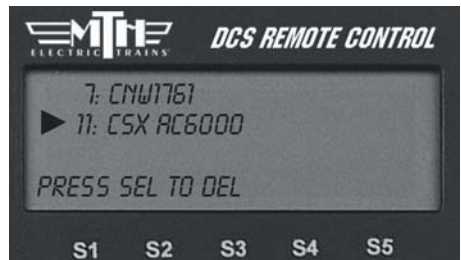 MTH
ELECTRIC TRAINS
DCS REMOTE CONTROL
7: CNW1761
11: CSX AC6000
PRESS SEL TO DEL
S1 S2 S3 S4 S5